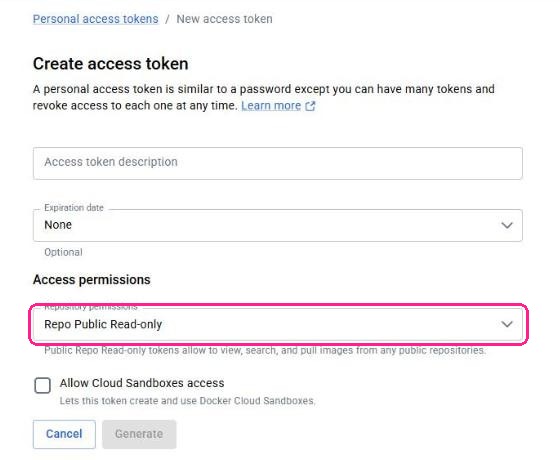 Personal access tokens / New access token
Create access token
A personal access token is similar to a password except you can have many tokens and
revoke access to each one at any time. Learn more
Access token description
Expiration date
None
Optional
Access permissions
Repository permissions
Repo Public Read-only
Public Repo Read-only tokens allow to view, search, and pull images from any public repositories.
Allow Cloud Sandboxes access
Lets this token create and use Docker Cloud Sandboxes.
Cancel
Generate